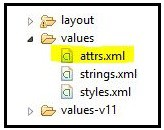 layout
values
attrs.xml
strings.xml
styles.xml
values-v11